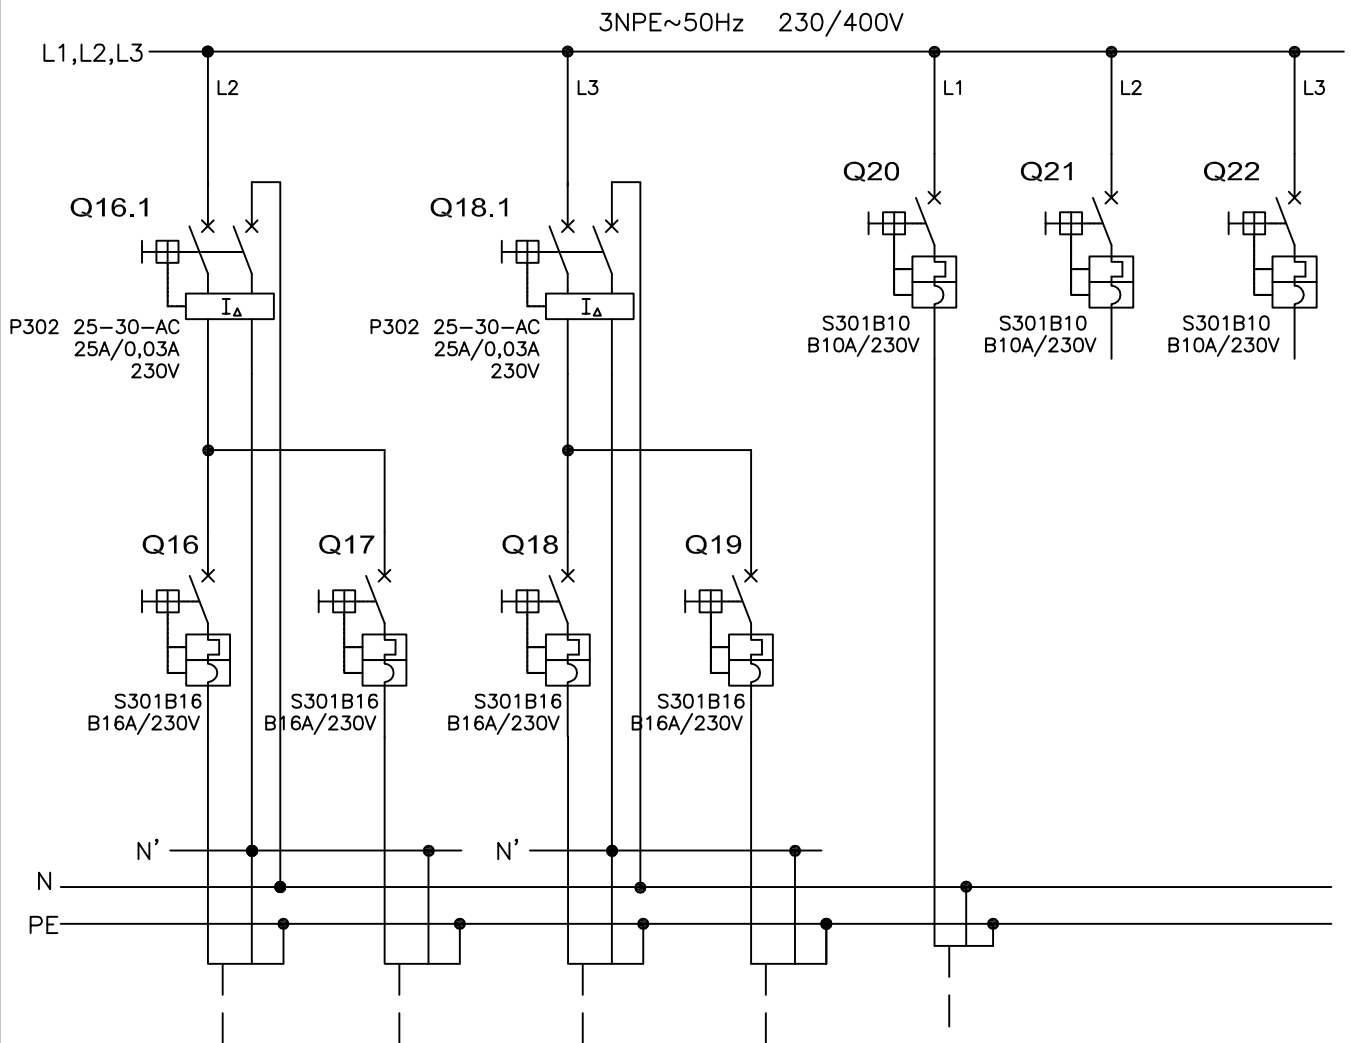 3NPE~50Hz 230/400V
L1,L2,L3
L2
L3
L1
L2
L3
Q16.1
Q18.1
Q20
Q21
Q22
I∆
I∆
P302 25-30-AC
25A/0,03A
230V
P302 25-30-AC
25A/0,03A
230V
S301B10
B10A/230V
S301B10
B10A/230V
S301B10
B10A/230V
Q16
Q17
Q18
Q19
S301B16
B16A/230V
S301B16
B16A/230V
S301B16
B16A/230V
S301B16
B16A/230V
N'
N'
N
PE